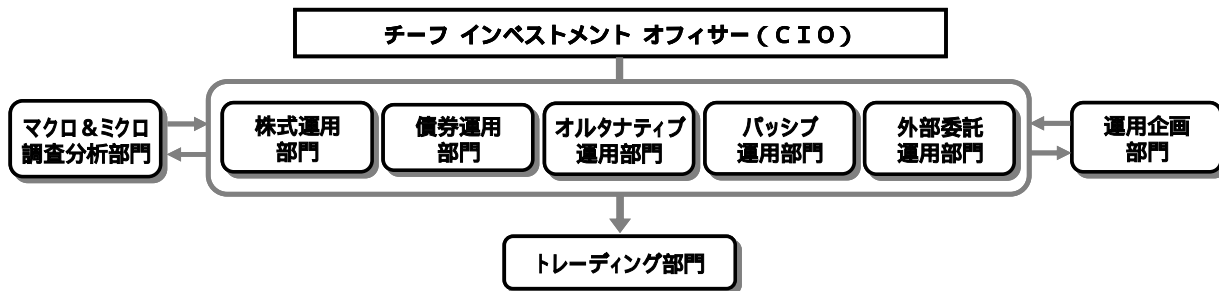 チーフ インベストメント オフィサー(CIO)
マクロ&ミクロ
調査分析部門
株式運用
部門
債券運用
部門
オルタナティブ
運用部門
パッシブ
運用部門
外部委託
運用部門
運用企画
部門
トレーディング部門